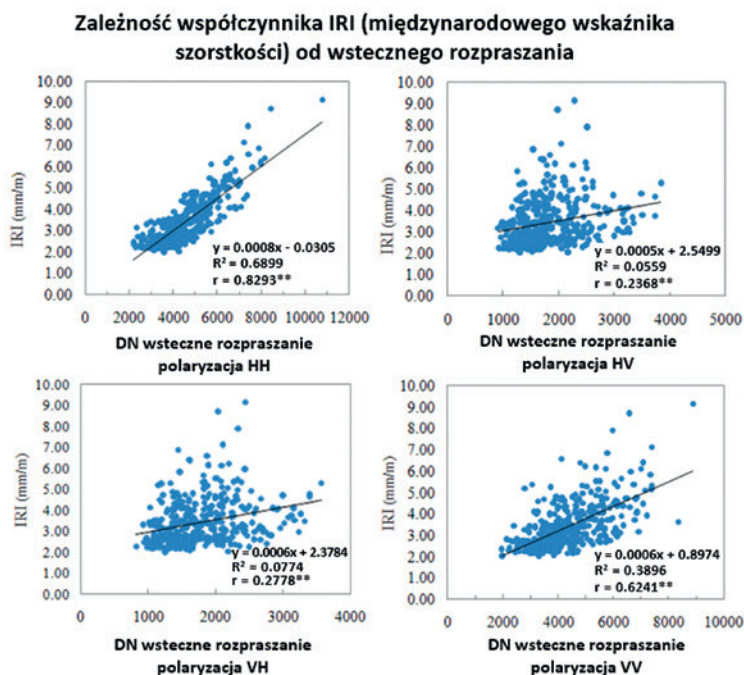 Zależność współczynnika IRI (międzynarodowego wskaźnika
szorstkości) od wstecznego rozpraszania
10.00
9.00
8.00
7.00
6.00
5.00
4.00
3.00
2.00
1.00
0.00
IRI (mm/m)
y = 0.0008x - 0.0305
R² = 0.6899
r = 0.8293**
0 2000 4000 6000 8000 10000 12000
DN wsteczne rozpraszanie
polaryzacja HH
10.00
9.00
8.00
7.00
6.00
5.00
4.00
3.00
2.00
1.00
0.00
IRI (mm/m)
y = 0.0005x + 2.5499
R² = 0.0559
r = 0.2368**
0 1000 2000 3000 4000 5000
DN wsteczne rozpraszanie
polaryzacja HV
10.00
9.00
8.00
7.00
6.00
5.00
4.00
3.00
2.00
1.00
0.00
IRI (mm/m)
y = 0.0006x + 2.3784
R² = 0.0774
r = 0.2778**
0 1000 2000 3000 4000
DN wsteczne rozpraszanie
polaryzacja VH
10.00
9.00
8.00
7.00
6.00
5.00
4.00
3.00
2.00
1.00
0.00
IRI (mm/m)
y = 0.0006x + 0.8974
R² = 0.3896
r = 0.6241**
0 2000 4000 6000 8000 10000
DN wsteczne rozpraszanie
polaryzacja VV